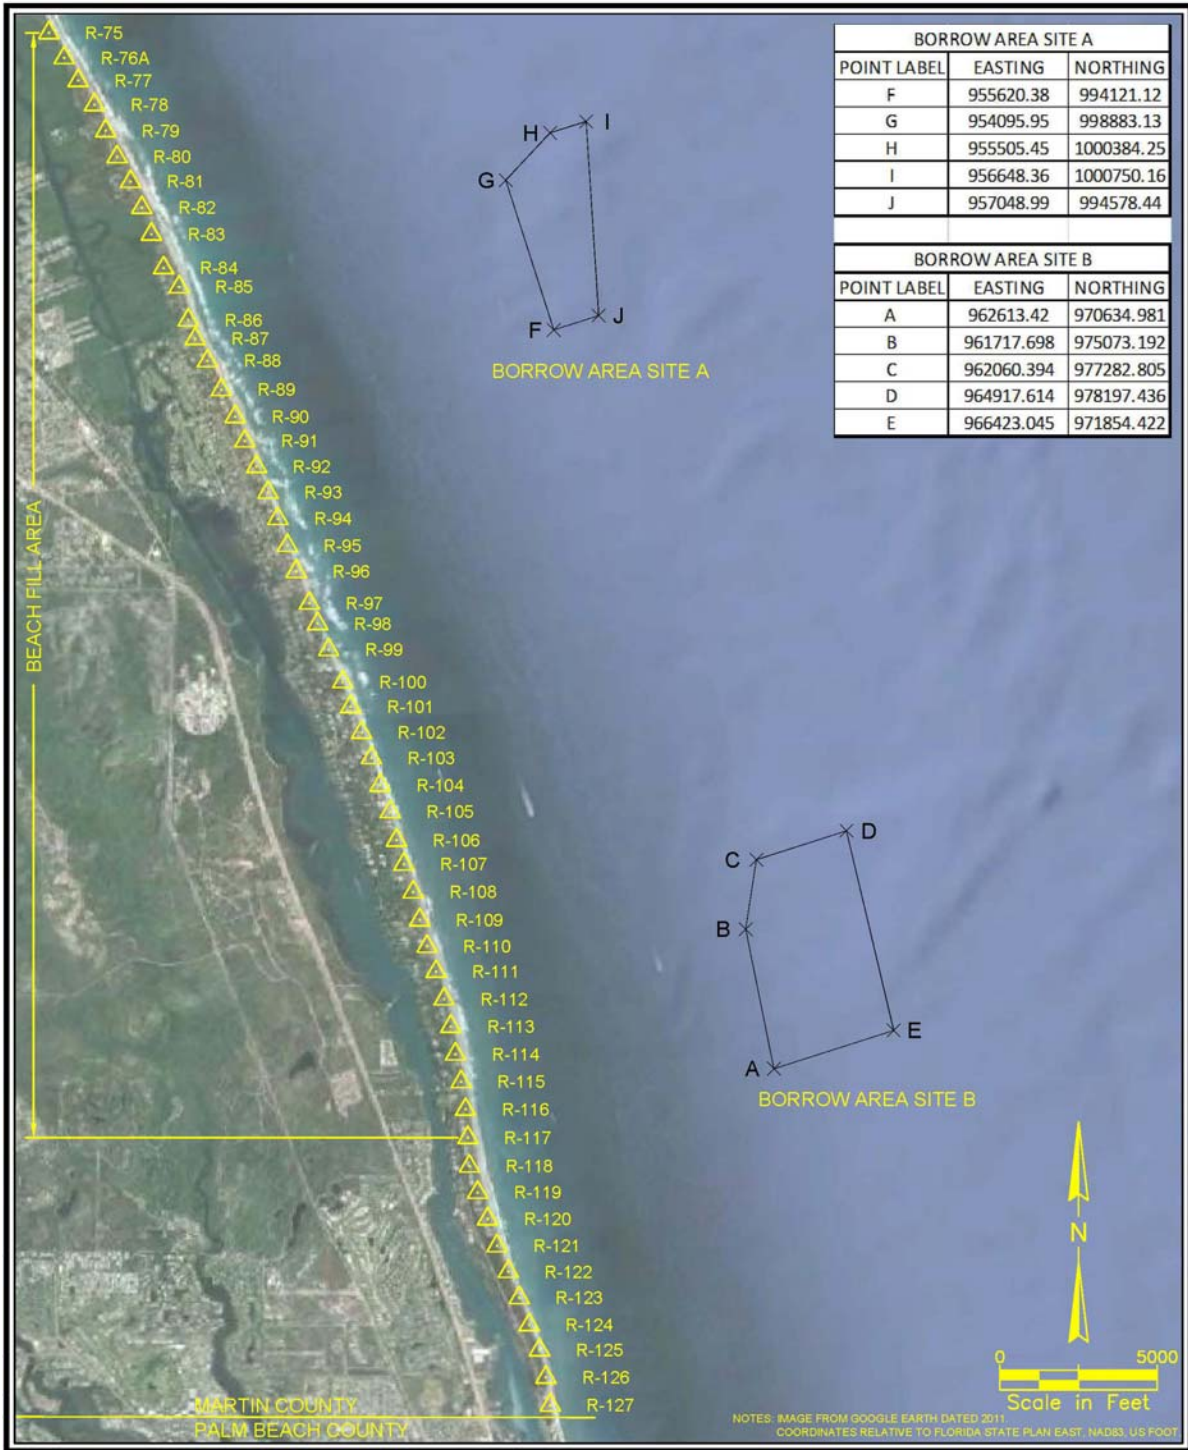 BORROW AREA SITE A
POINT LABEL EASTING NORTHING
F 955620.38 994121.12
G 954095.95 998883.13
H 955505.45 1000384.25
I 956648.36 1000750.16
J 957048.99 994578.44
BORROW AREA SITE B
POINT LABEL EASTING NORTHING
A 962613.42 970634.981
B 961717.698 975073.192
C 962060.394 977282.805
D 964917.614 978197.436
E 966423.045 971854.422
R-75
R-76A
R-77
R-78
R-79
R-80
R-81
R-82
R-83
R-84
R-85
R-86
R-87
R-88
R-89
R-90
R-91
R-92
R-93
R-94
R-95
R-96
R-97
R-98
R-99
R-100
R-101
R-102
R-103
R-104
R-105
R-106
R-107
R-108
R-109
R-110
R-111
R-112
R-113
R-114
R-115
R-116
R-117
R-118
R-119
R-120
R-121
R-122
R-123
R-124
R-125
R-126
R-127
BEACH FILL AREA
H I
G
F J
BORROW AREA SITE A
D
C
B
E
A
BORROW AREA SITE B
N
0 5000
Scale in Feet
MARTIN COUNTY
PALM BEACH COUNTY
NOTES: IMAGE FROM GOOGLE EARTH DATED 2011.
COORDINATES RELATIVE TO FLORIDA STATE PLAN EAST, NAD83, US FOOT